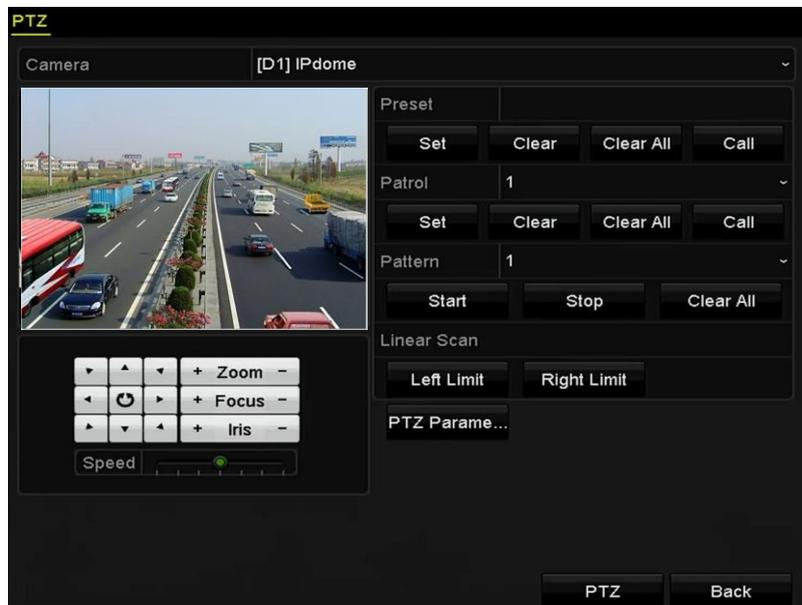 PTZ
Camera [D1] IPdome
Preset
Set Clear Clear All Call
Patrol 1
Set Clear Clear All Call
Pattern 1
Start Stop Clear All
Linear Scan
Left Limit Right Limit
PTZ Parame...
+ Zoom -
+ Focus -
+ Iris -
Speed
PTZ Back